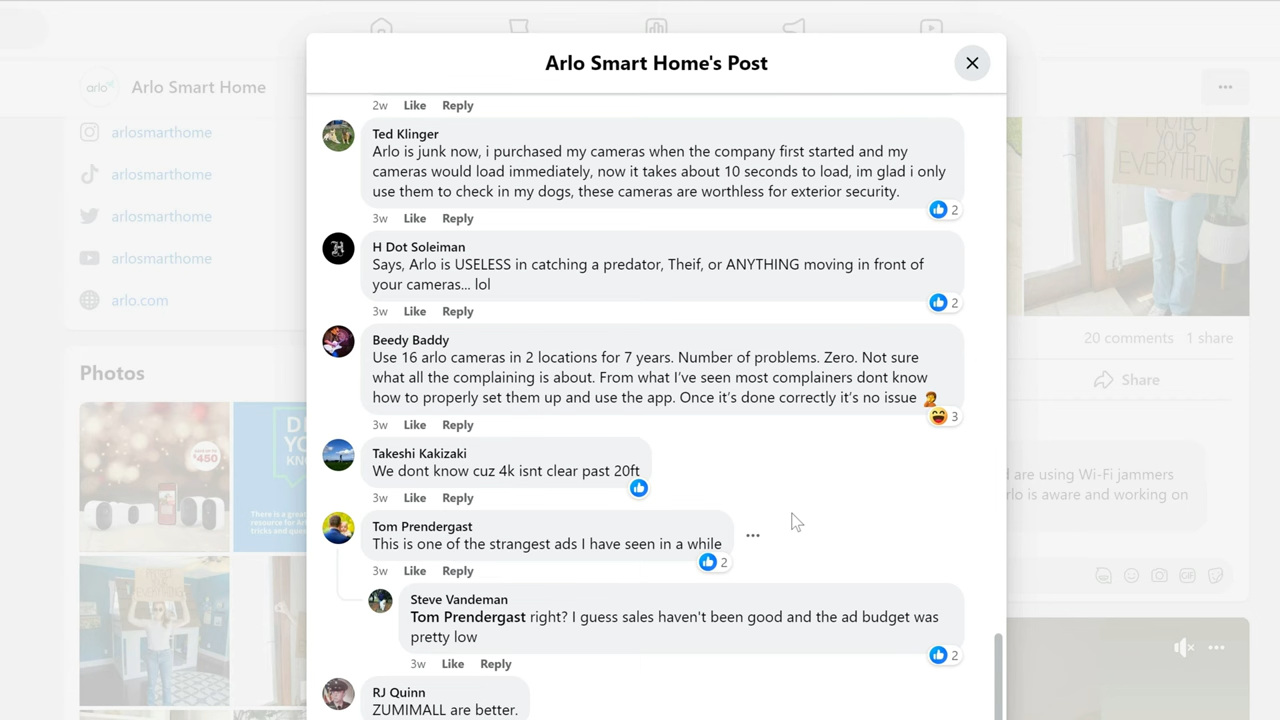 Arlo Smart Home's Post
arlo
Arlo Smart Home
arlosmarthome
arlosmarthome
arlosmarthome
arlosmarthome
arlo.com
Photos
$450
2w Like Reply
Ted Klinger
Arlo is junk now, i purchased my cameras when the company first started and my
cameras would load immediately, now it takes about 10 seconds to load, im glad i only
use them to check in my dogs, these cameras are worthless for exterior security.
2
3w Like Reply
H Dot Soleiman
Says, Arlo is USELESS in catching a predator, Theif, or ANYTHING moving in front of
your cameras... lol
2
3w Like Reply
Beedy Baddy
Use 16 arlo cameras in 2 locations for 7 years. Number of problems. Zero. Not sure
what all the complaining is about. From what I've seen most complainers dont know
how to properly set them up and use the app. Once it's done correctly it's no issue
3
3w Like Reply
Takeshi Kakizaki
We dont know cuz 4k isnt clear past 20ft
3w Like Reply
Tom Prendergast
This is one of the strangest ads I have seen in a while
2
3w Like Reply
Steve Vandeman
Tom Prendergast right? I guess sales haven't been good and the ad budget was
pretty low
2
3w Like Reply
RJ Quinn
ZUMIMALL are better.
YOUR
EVERYTHING
20 comments 1 share
Share
are using Wi-Fi jammers
is aware and working on